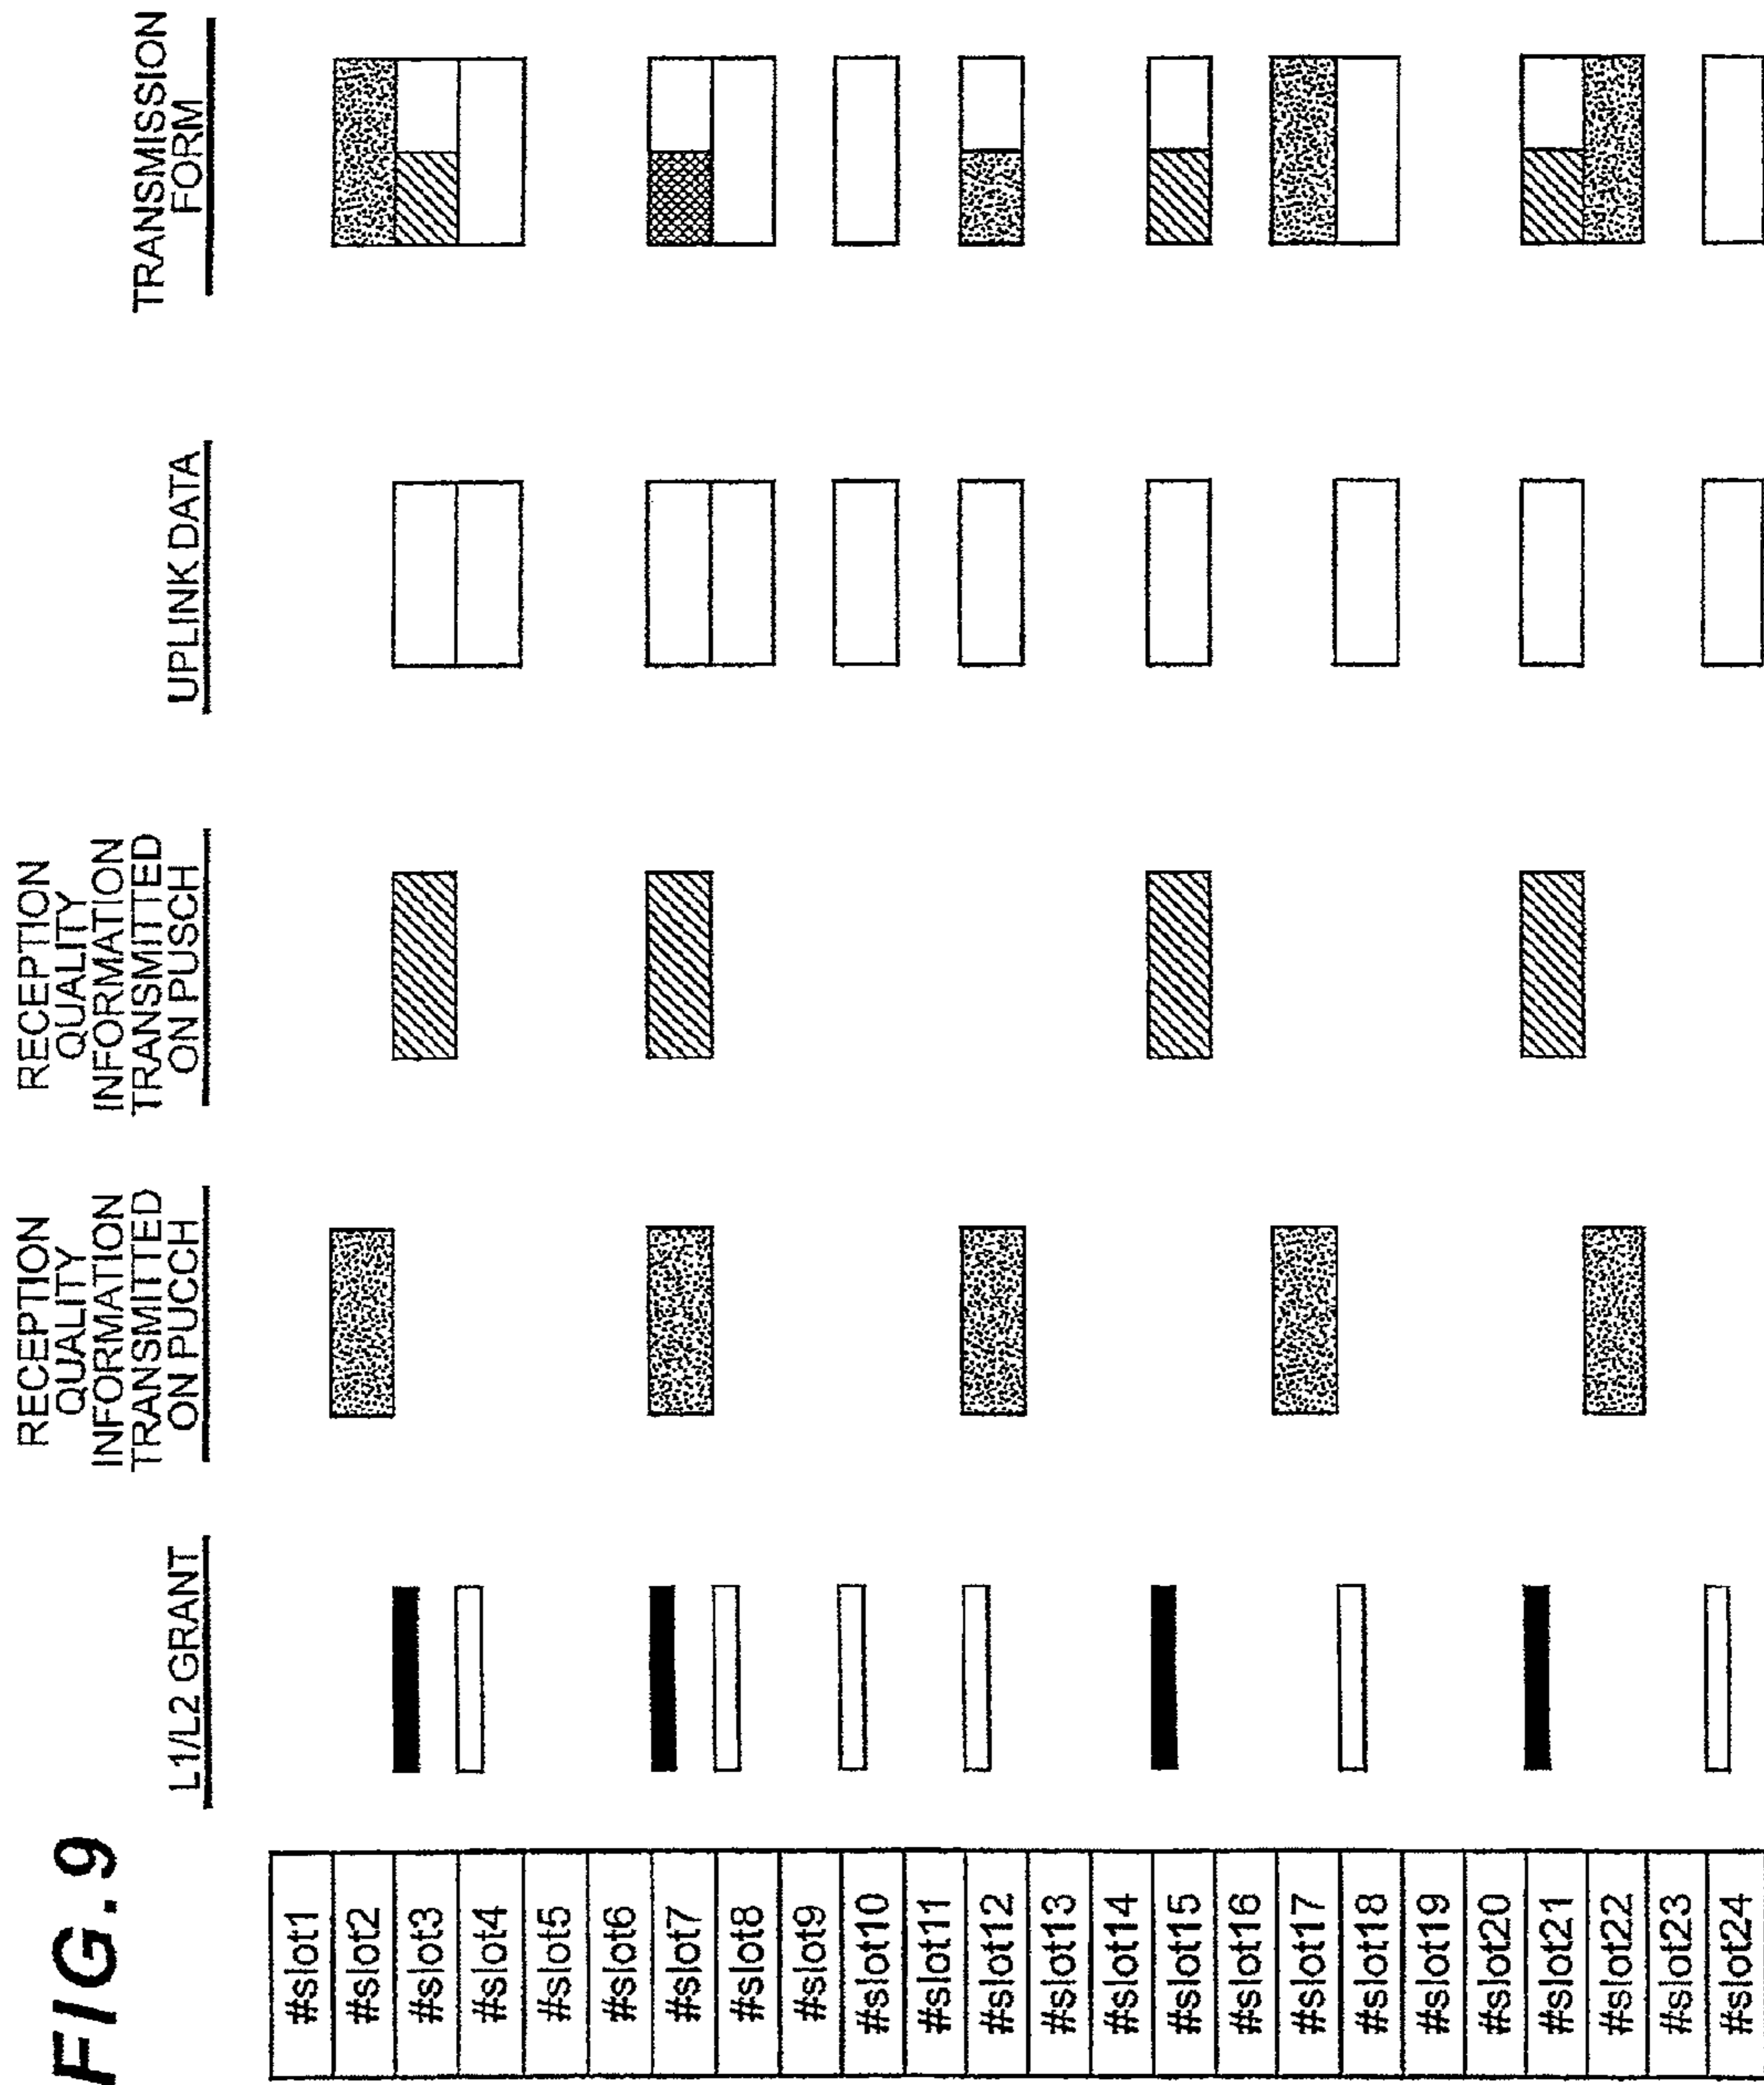 FIG.9
L1/L2 GRANT
RECEPTION
QUALITY
INFORMATION
TRANSMITTED
ON PUCCH
RECEPTION
QUALITY
INFORMATION
TRANSMITTED
ON PUSCH
UPLINK DATA
TRANSMISSION
FORM
#slot1
#slot2
#slot3
#slot4
#slot5
#slot6
#slot7
#slot8
#slot9
#slot10
#slot11
#slot12
#slot13
#slot14
#slot15
#slot16
#slot17
#slot18
#slot19
#slot20
#slot21
#slot22
#slot23
#slot24